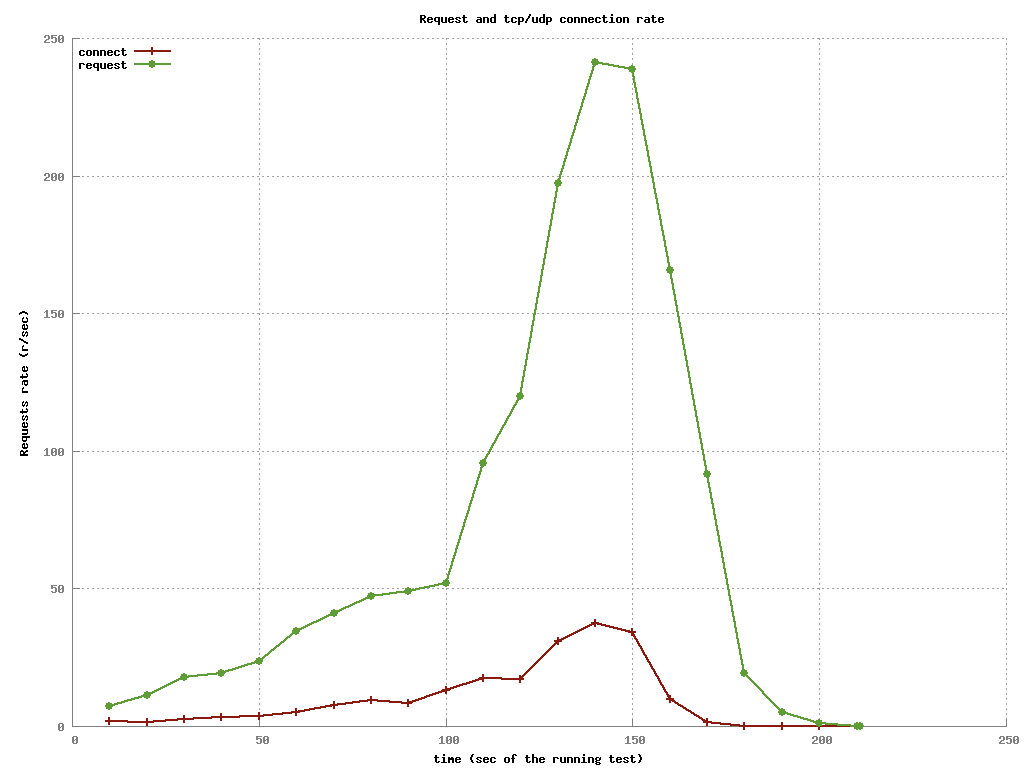 Request and tcp/udp connection rate
250
connect
request
200
150
Requests rate (r/sec)
100
50
0
0 50 100 150 200 250
time (sec of the running test)